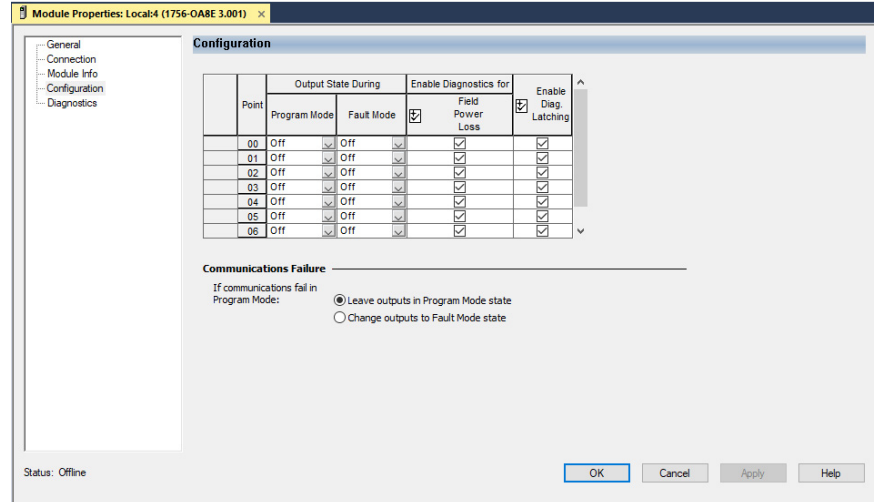 Module Properties: Local:4 (1756-OA8E 3.001) ×
General
Connection
Module Info
Configuration
Diagnostics
Configuration
Output State During
Enable Diagnostics for
Enable Diag. Latching
Point
Program Mode
Fault Mode
Field Power Loss
00 Off Off
01 Off Off
02 Off Off
03 Off Off
04 Off Off
05 Off Off
06 Off Off
Communications Failure
If communications fail in
Program Mode:
Leave outputs in Program Mode state
Change outputs to Fault Mode state
Status: Offline
OK
Cancel
Apply
Help